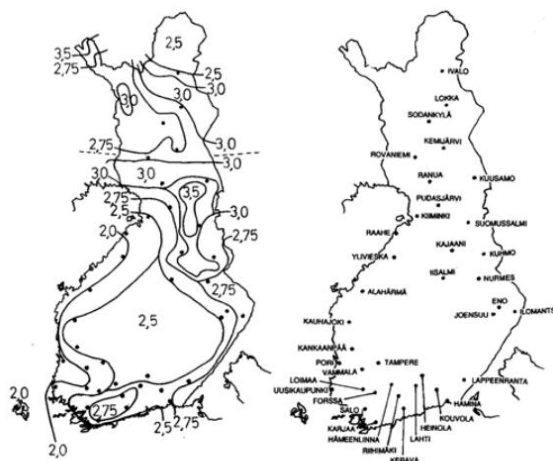 3,5
2,75
2,5
2,5
3,0
3,0
3,0
2,75
3,0
3,0
3,0
3,0
2,75
3,5
3,0
2,5
2,75
2,0
2,75
2,5
2,0
2,75
2,5
2,75
2,0
IVALO
LOKKA
SODANKYLÄ
KEMIJÄRVI
ROVANIEMI
RANUA
KUUSAMO
PUDASJÄRVI
KIIMINKI
SUOMUSSALMI
RAAHE
KAJAANI
YLIVIESKA
KUHMO
IISALMI
NURMES
ALAHÄRMÄ
ENO
ILOMANTS
JOENSUU
KAUHAJOKI
KANKAANPÄÄ
PORI
TAMPERE
VAMMALA
LOIMAA
LAPPEENRANTA
UUSIKAUPUNKI
FORSSA
HAMINA
SALO
KOUVOLA
KARJAA
HEINOLA
HÄMEENLINNA
LAHTI
RIIHIMÄKI
KERAVA